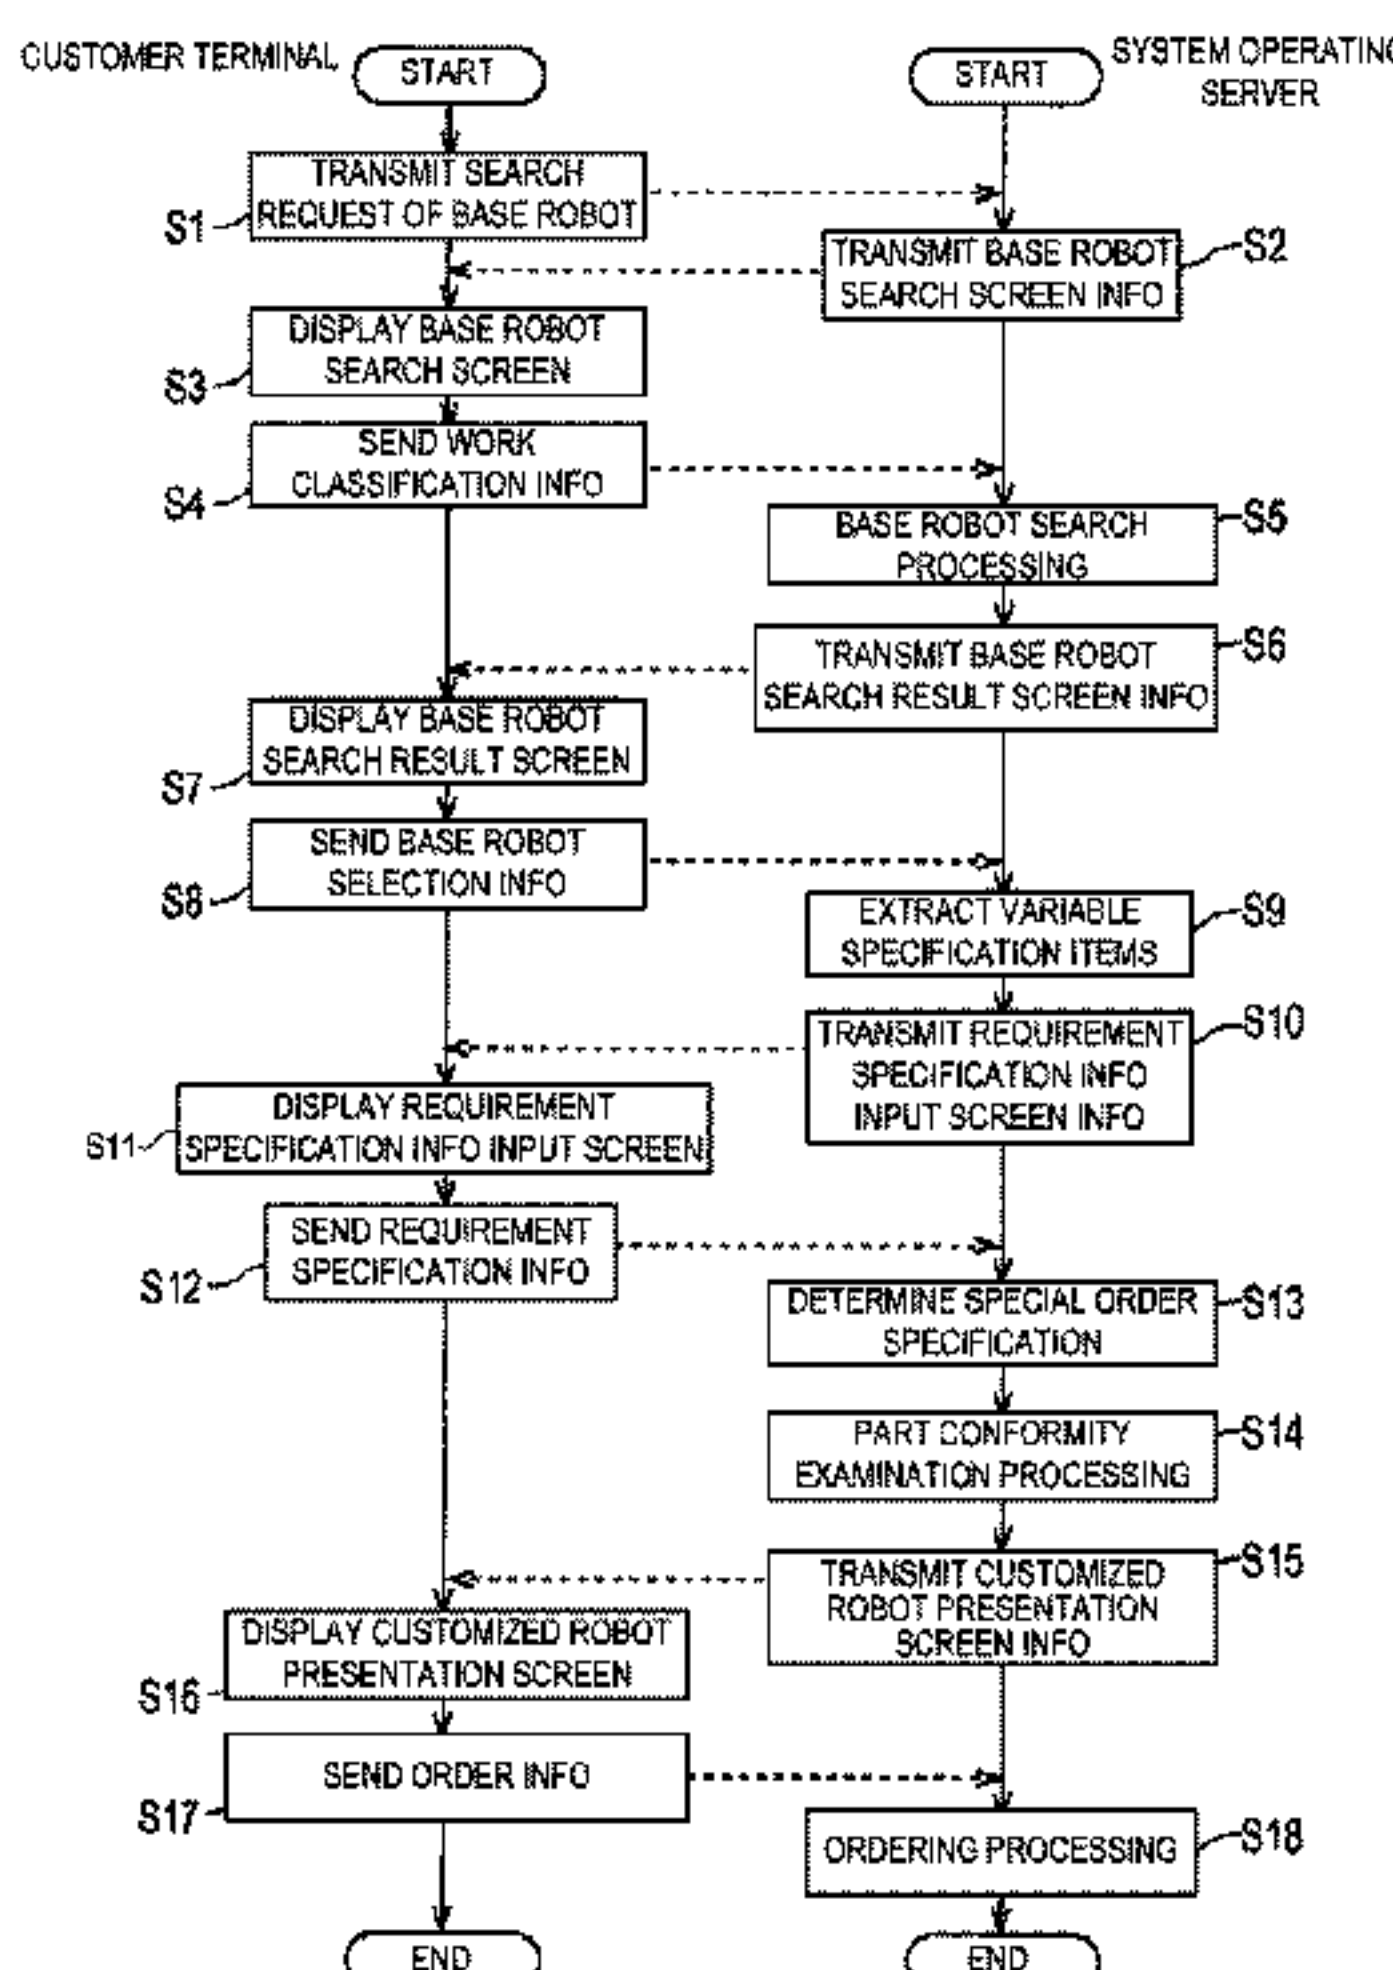 CUSTOMER TERMINAL
START
START
SYSTEM OPERATING
SERVER
TRANSMIT SEARCH
REQUEST OF BASE ROBOT
S1
TRANSMIT BASE ROBOT
SEARCH SCREEN INFO
S2
DISPLAY BASE ROBOT
SEARCH SCREEN
S3
SEND WORK
CLASSIFICATION INFO
S4
BASE ROBOT SEARCH
PROCESSING
S5
TRANSMIT BASE ROBOT
SEARCH RESULT SCREEN INFO
S6
DISPLAY BASE ROBOT
SEARCH RESULT SCREEN
S7
SEND BASE ROBOT
SELECTION INFO
S8
EXTRACT VARIABLE
SPECIFICATION ITEMS
S9
TRANSMIT REQUIREMENT
SPECIFICATION INFO
INPUT SCREEN INFO
S10
DISPLAY REQUIREMENT
SPECIFICATION INFO INPUT SCREEN
S11
SEND REQUIREMENT
SPECIFICATION INFO
S12
DETERMINE SPECIAL ORDER
SPECIFICATION
S13
PART CONFORMITY
EXAMINATION PROCESSING
S14
TRANSMIT CUSTOMIZED
ROBOT PRESENTATION
SCREEN INFO
S15
DISPLAY CUSTOMIZED ROBOT
PRESENTATION SCREEN
S16
SEND ORDER INFO
S17
ORDERING PROCESSING
S18
END
END